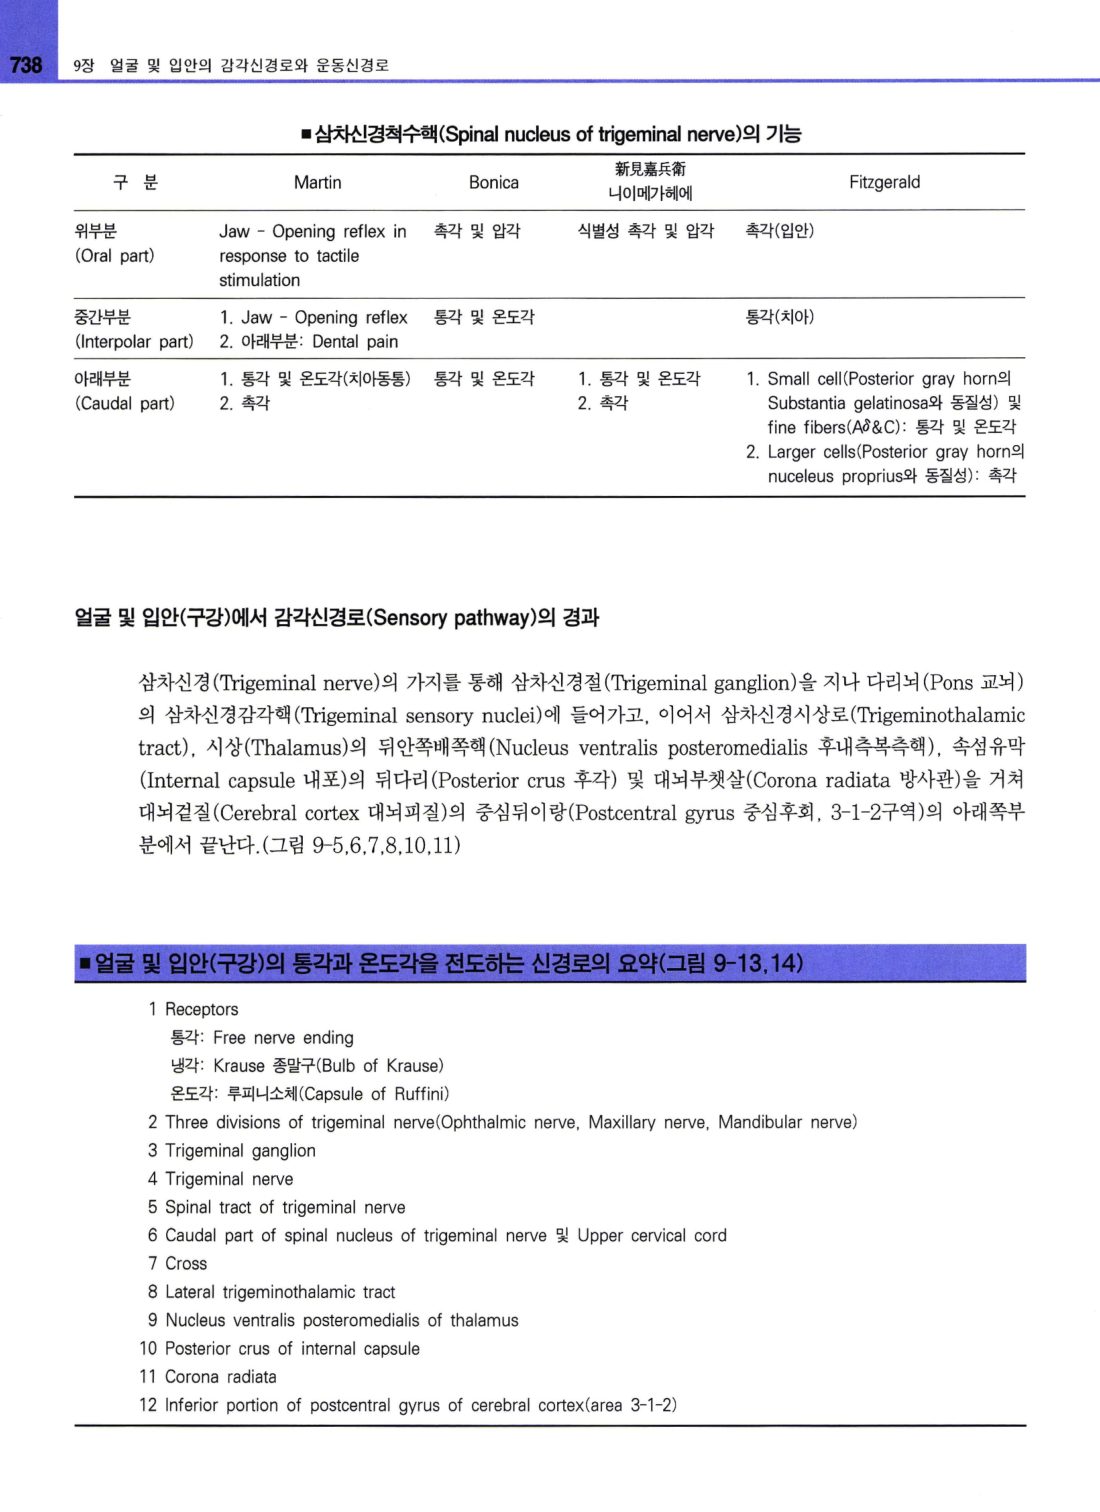 738 9장 얼굴 및 입안의 감각신경로와 운동신경로
■ 삼차신경척수핵(Spinal nucleus of trigeminal nerve)의 기능
구 분 Martin Bonica 新見嘉兵衛 니이메가헤에 Fitzgerald
위부분 Jaw - Opening reflex in 촉각 및 압각 식별성 촉각 및 압각 촉각(입안)
(Oral part) response to tactile
stimulation
중간부분 1. Jaw - Opening reflex 통각 및 온도각 통각(치아)
(Interpolar part) 2. 아래부분: Dental pain
아래부분 1. 통각 및 온도각(치아동통) 통각 및 온도각 1. 통각 및 온도각 1. Small cell(Posterior gray horn의
(Caudal part) 2. 촉각 2. 촉각 Substantia gelatinosa와 동질성) 및
fine fibers(Aδ&C): 통각 및 온도각
2. Larger cells(Posterior gray horn의
nuceleus proprius와 동질성): 촉각
얼굴 및 입안(구강)에서 감각신경로(Sensory pathway)의 경과
삼차신경(Trigeminal nerve)의 가지를 통해 삼차신경절(Trigeminal ganglion)을 지나 다리뇌(Pons 교뇌)
의 삼차신경감각핵(Trigeminal sensory nuclei)에 들어가고, 이어서 삼차신경시상로(Trigeminothalamic
tract), 시상(Thalamus)의 뒤안쪽배쪽핵(Nucleus ventralis posteromedialis 후내측복측핵), 속섬유막
(Internal capsule 내포)의 뒤다리(Posterior crus 후각) 및 대뇌부챗살(Corona radiata 방사관)을 거쳐
대뇌겉질(Cerebral cortex 대뇌피질)의 중심뒤이랑(Postcentral gyrus 중심후회, 3-1-2구역)의 아래쪽부
분에서 끝난다.(그림 9-5,6,7,8,10,11)
■ 얼굴 및 입안(구강)의 통각과 온도각을 전도하는 신경로의 요약(그림 9-13,14)
1 Receptors
통각: Free nerve ending
냉각: Krause 종말구(Bulb of Krause)
온도각: 루피니소체(Capsule of Ruffini)
2 Three divisions of trigeminal nerve(Ophthalmic nerve, Maxillary nerve, Mandibular nerve)
3 Trigeminal ganglion
4 Trigeminal nerve
5 Spinal tract of trigeminal nerve
6 Caudal part of spinal nucleus of trigeminal nerve 및 Upper cervical cord
7 Cross
8 Lateral trigeminothalamic tract
9 Nucleus ventralis posteromedialis of thalamus
10 Posterior crus of internal capsule
11 Corona radiata
12 Inferior portion of postcentral gyrus of cerebral cortex(area 3-1-2)